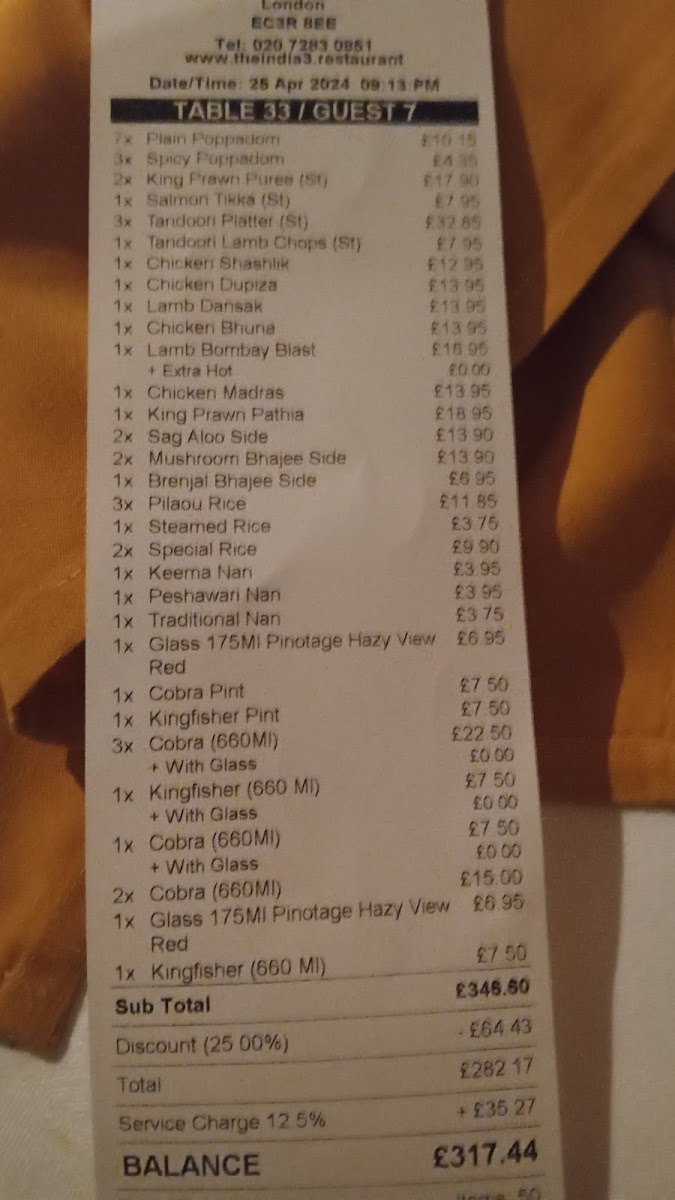 London
EC3R 8EE
Tel: 020 7283 0851
www.theindia3.restaurant
Date/Time: 25 Apr 2024 09:13 PM
TABLE 33 / GUEST 7
7x Plain Poppadom £10.15
3x Spicy Poppadom £4.35
2x King Prawn Puree (St) £17.90
1x Salmon Tikka (St) £7.95
3x Tandoori Platter (St) £32.85
1x Tandoori Lamb Chops (St) £7.95
1x Chicken Shashlik £12.95
1x Chicken Dupiza £13.95
1x Lamb Dansak £13.95
1x Chicken Bhuna £13.95
1x Lamb Bombay Blast £16.95
+ Extra Hot £0.00
1x Chicken Madras £13.95
1x King Prawn Pathia £18.95
2x Sag Aloo Side £13.90
2x Mushroom Bhajee Side £13.90
1x Brenjal Bhajee Side £6.95
3x Pilaou Rice £11.85
1x Steamed Rice £3.75
2x Special Rice £9.90
1x Keema Nan £3.95
1x Peshawari Nan £3.95
1x Traditional Nan £3.75
1x Glass 175Ml Pinotage Hazy View £6.95
Red
1x Cobra Pint £7.50
1x Kingfisher Pint £7.50
3x Cobra (660Ml) £22.50
+ With Glass £0.00
1x Kingfisher (660 Ml) £7.50
+ With Glass £0.00
1x Cobra (660Ml) £7.50
+ With Glass £0.00
2x Cobra (660Ml) £15.00
1x Glass 175Ml Pinotage Hazy View £6.95
Red
1x Kingfisher (660 Ml) £7.50
Sub Total £346.60
Discount (25.00%) - £64.43
Total £282.17
Service Charge 12.5% + £35.27
BALANCE £317.44